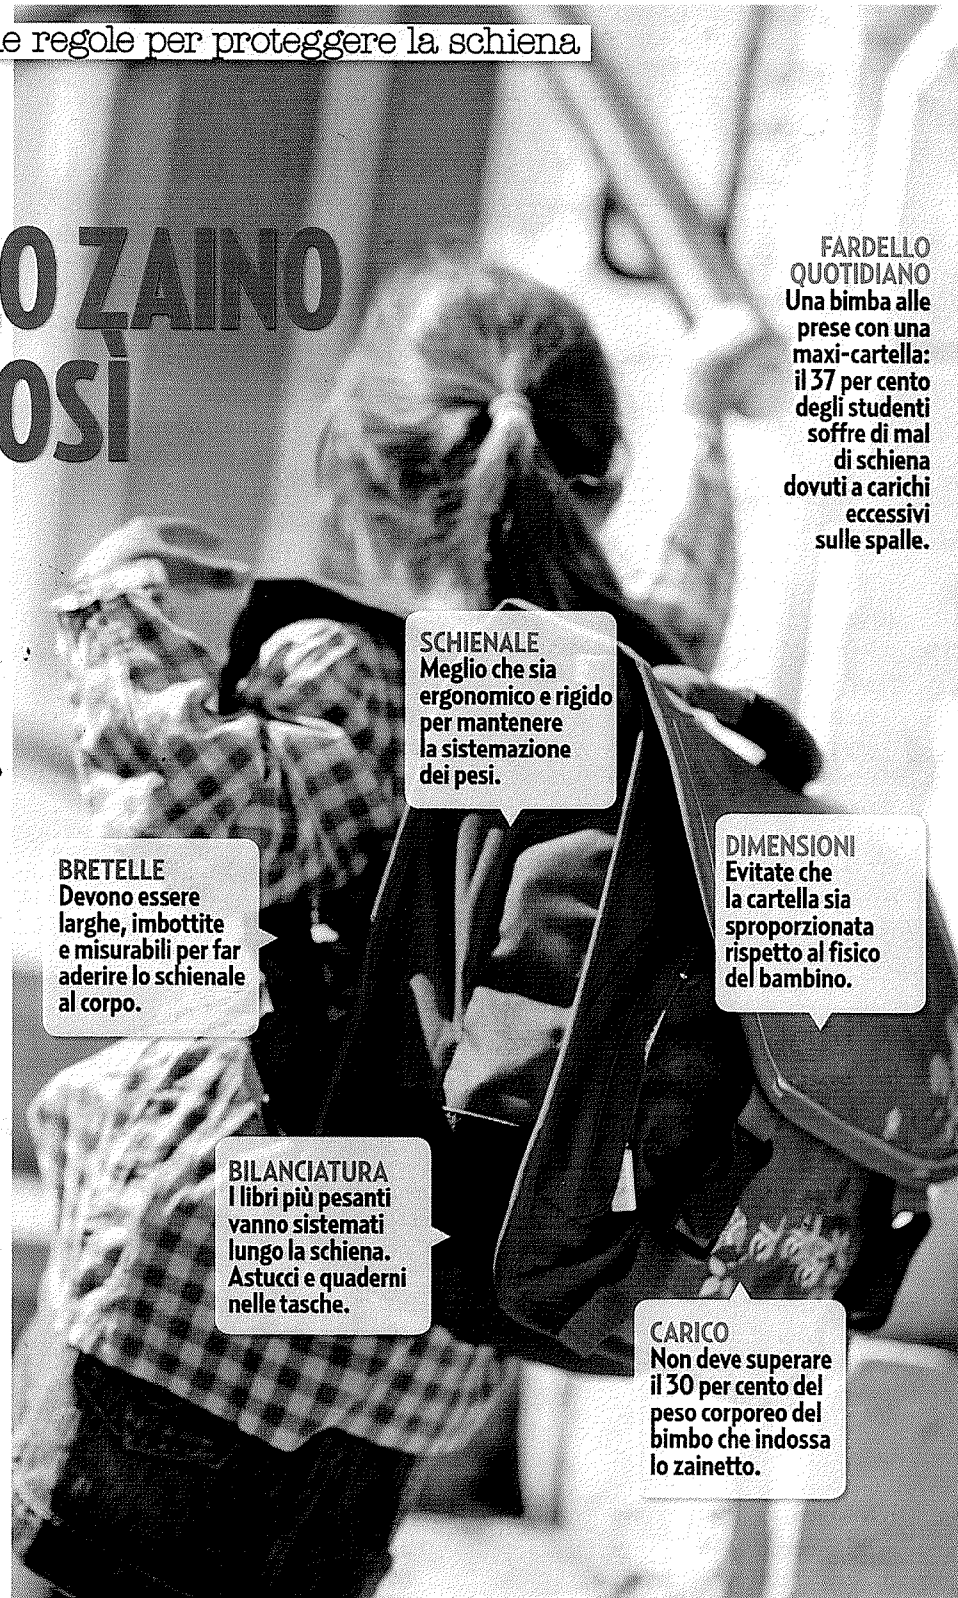 le regole per proteggere la schiena
O ZAINO
OSÌ
FARDELLO
QUOTIDIANO
Una bimba alle
prese con una
maxi-cartella:
il 37 per cento
degli studenti
soffre di mal
di schiena
dovuti a carichi
eccessivi
sulle spalle.
SCHIENALE
Meglio che sia
ergonomico e rigido
per mantenere
la sistemazione
dei pesi.
BRETELLE
Devono essere
larghe, imbottite
e misurabili per far
aderire lo schienale
al corpo.
DIMENSIONI
Evitate che
la cartella sia
sproporzionata
rispetto al fisico
del bambino.
BILANCIATURA
I libri più pesanti
vanno sistemati
lungo la schiena.
Astucci e quaderni
nelle tasche.
CARICO
Non deve superare
il 30 per cento del
peso corporeo del
bimbo che indossa
lo zainetto.